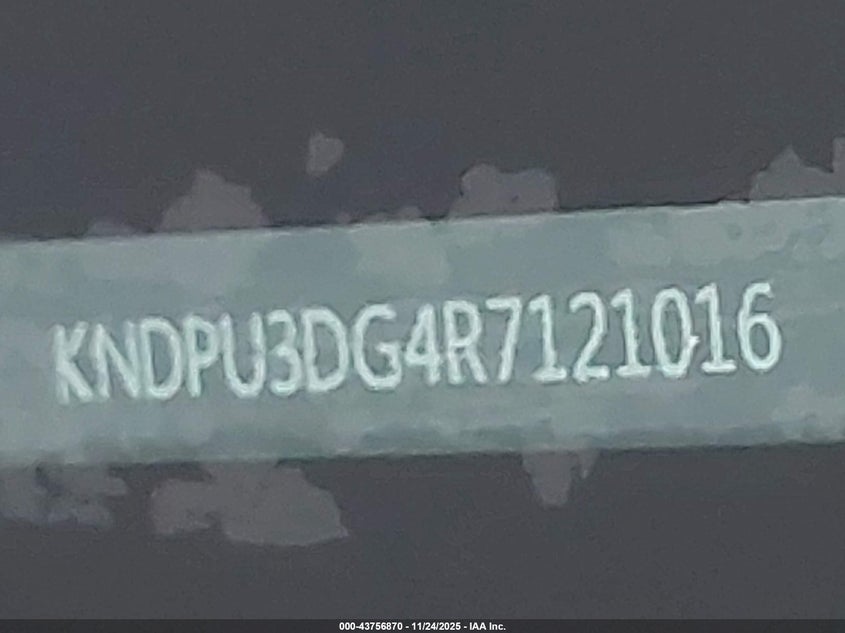 KNDPU3DG4R7121016
000-43756870 - 11/24/2025 - IAA Inc.